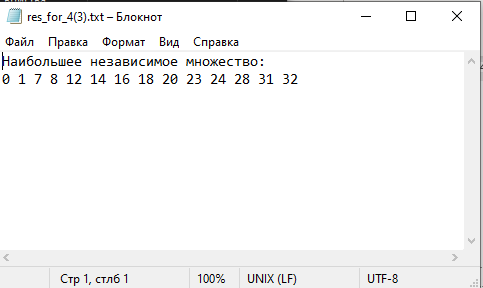 res_for_4(3).txt – Блокнот
Файл Правка Формат Вид Справка
Наибольшее независимое множество:
0 1 7 8 12 14 16 18 20 23 24 28 31 32
Стр 1, стлб 1 100% UNIX (LF) UTF-8